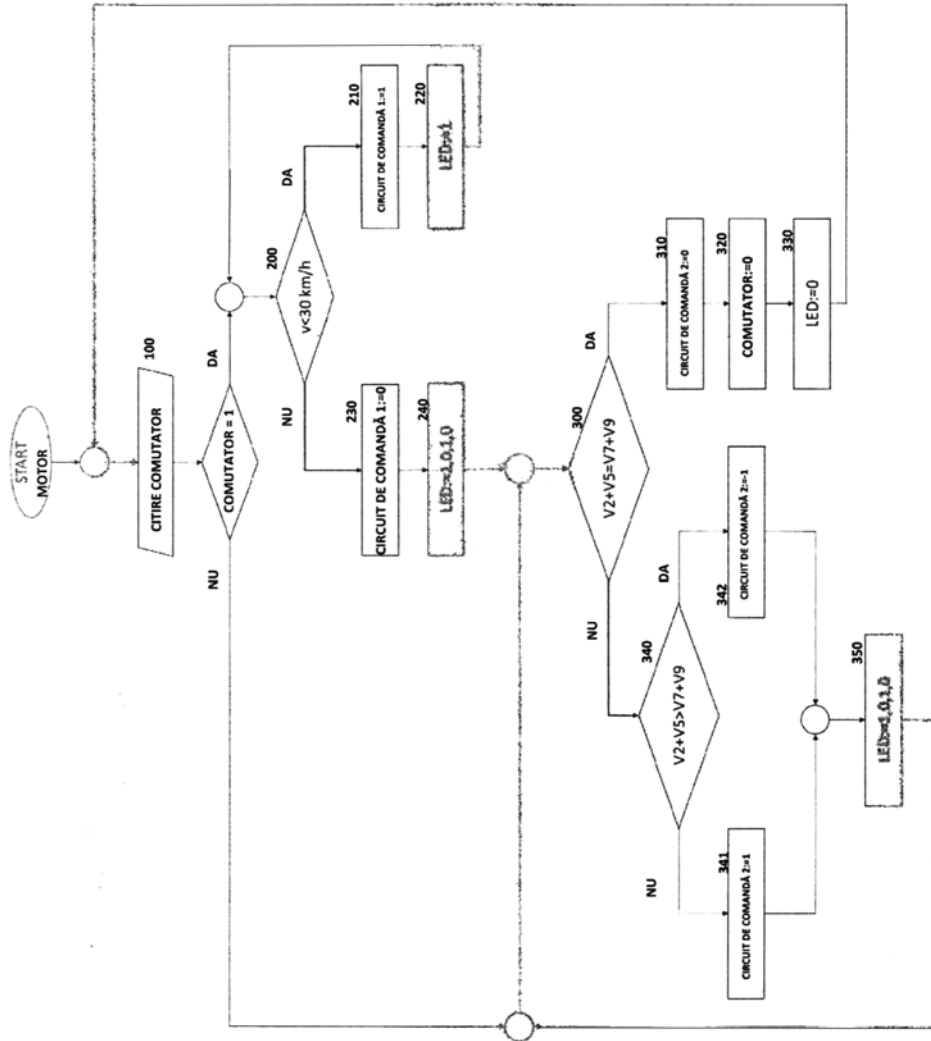 START
MOTOR
100
CITIRE COMUTATOR
COMUTATOR = 1
NU
DA
200
v<30 km/h
NU
DA
230
CIRCUIT DE COMANDĂ 1:=0
240
LED:=1,0,1,0
210
CIRCUIT DE COMANDĂ 1:=1
220
LED:=1
300
V2+V5=V7+V9
NU
DA
340
V2+V5>V7+V9
NU
DA
341
CIRCUIT DE COMANDĂ 2:=1
342
CIRCUIT DE COMANDĂ 2:=-1
350
LED:=1,0,1,0
310
CIRCUIT DE COMANDĂ 2:=0
320
COMUTATOR:=0
330
LED:=0